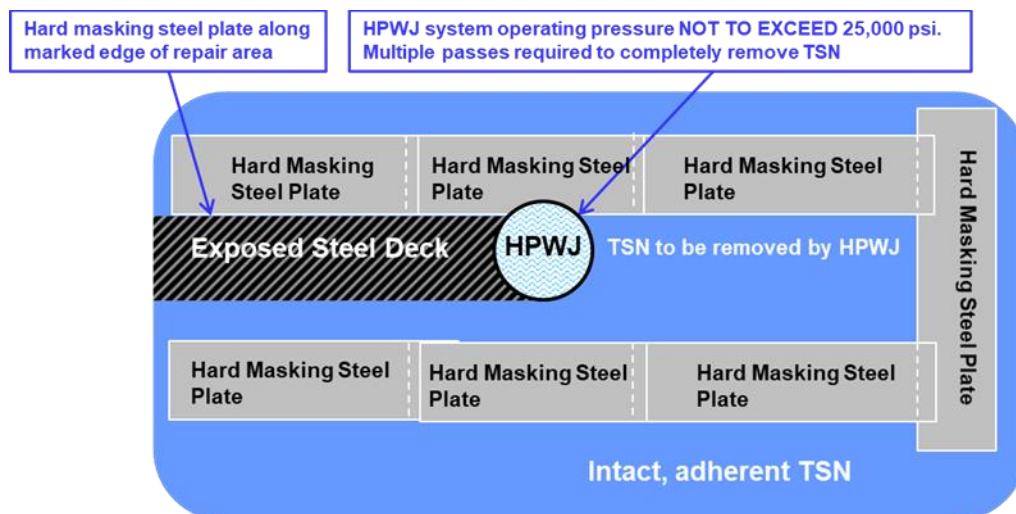 Hard masking steel plate along
marked edge of repair area
HPWJ system operating pressure NOT TO EXCEED 25,000 psi.
Multiple passes required to completely remove TSN
Hard Masking
Steel Plate
Hard Masking Steel
Plate
Hard Masking Steel
Plate
Hard Masking Steel Plate
Exposed Steel Deck
HPWJ
TSN to be removed by HPWJ
Hard Masking Steel
Plate
Hard Masking Steel
Plate
Hard Masking Steel
Plate
Intact, adherent TSN